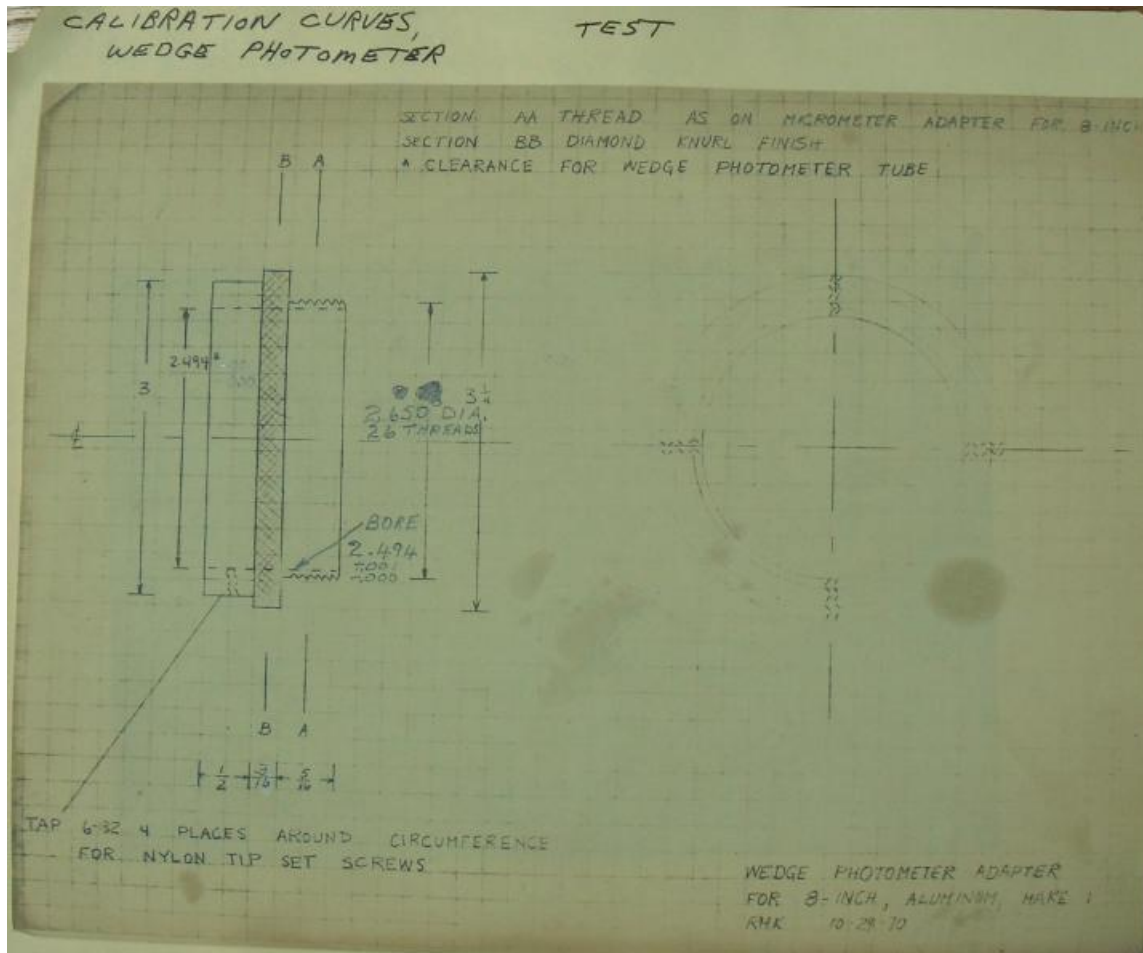 CALIBRATION CURVES,
WEDGE PHOTOMETER
TEST
SECTION AA THREAD AS ON MICROMETER ADAPTER FOR 8-INC
SECTION BB DIAMOND KNURL FINISH
* CLEARANCE FOR WEDGE PHOTOMETER TUBE
B A
2.494*
3
3 1/4
2.650 DIA.
26 THREADS
BORE
2.494
+.001
-.000
B A
1/2 3/16 5/16
TAP 6-32 4 PLACES AROUND CIRCUMFERENCE
FOR NYLON TIP SET SCREWS
WEDGE PHOTOMETER ADAPTER
FOR 8-INCH, ALUMINUM, MAKE 1
RMK 10-29-70